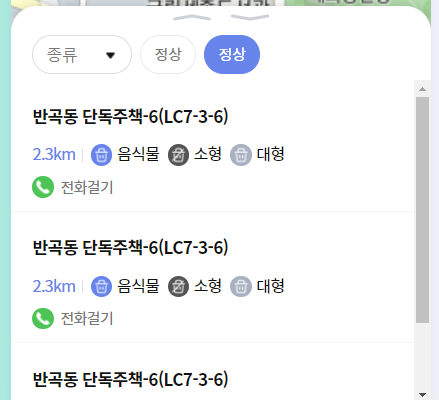 종류 정상 정상
반곡동 단독주책-6(LC7-3-6)
2.3km 음식물 소형 대형
전화걸기
반곡동 단독주책-6(LC7-3-6)
2.3km 음식물 소형 대형
전화걸기
반곡동 단독주책-6(LC7-3-6)